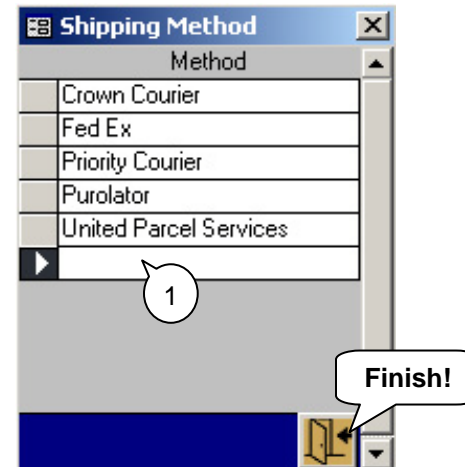 Shipping Method
Method
Crown Courier
Fed Ex
Priority Courier
Purolator
United Parcel Services
1
Finish!